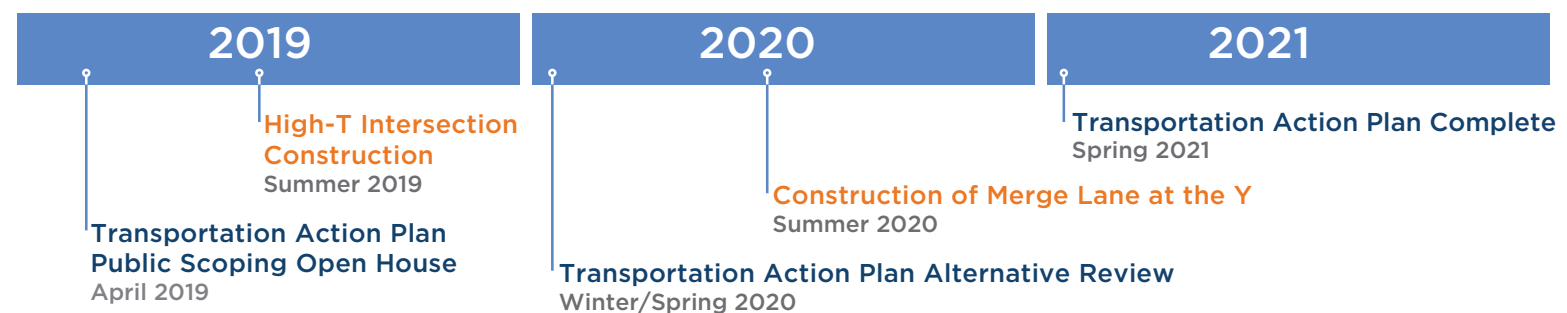 2019
2020
2021
High-T Intersection
Construction
Summer 2019
Transportation Action Plan
Public Scoping Open House
April 2019
Construction of Merge Lane at the Y
Summer 2020
Transportation Action Plan Alternative Review
Winter/Spring 2020
Transportation Action Plan Complete
Spring 2021